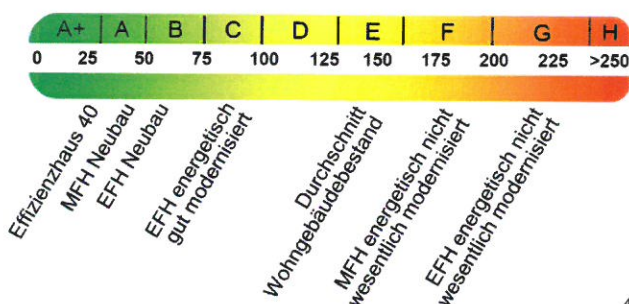 A+ A B C D E F G H
0 25 50 75 100 125 150 175 200 225 >250
Effizienzhaus 40
MFH Neubau
EFH Neubau
EFH energetisch
gut modernisiert
Durchschnitt
Wohngebäudebestand
MFH energetisch nicht
wesentlich modernisiert
EFH energetisch nicht
wesentlich modernisiert